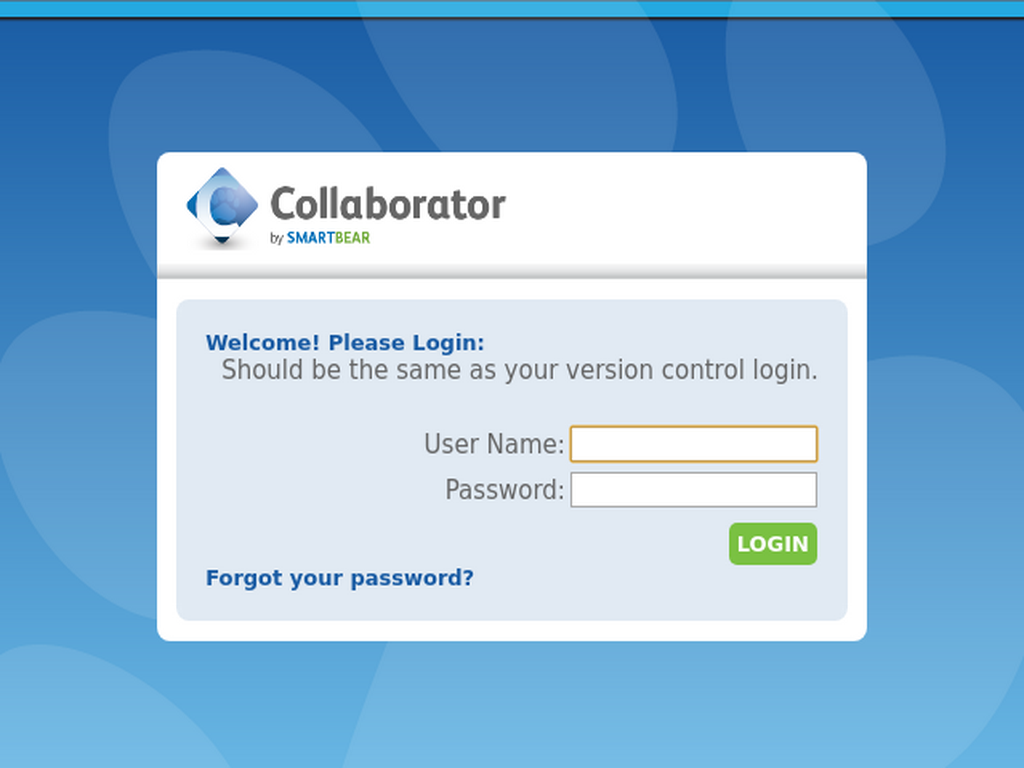 Collaborator
by SMARTBEAR
Welcome! Please Login:
Should be the same as your version control login.
User Name:
Password:
LOGIN
Forgot your password?